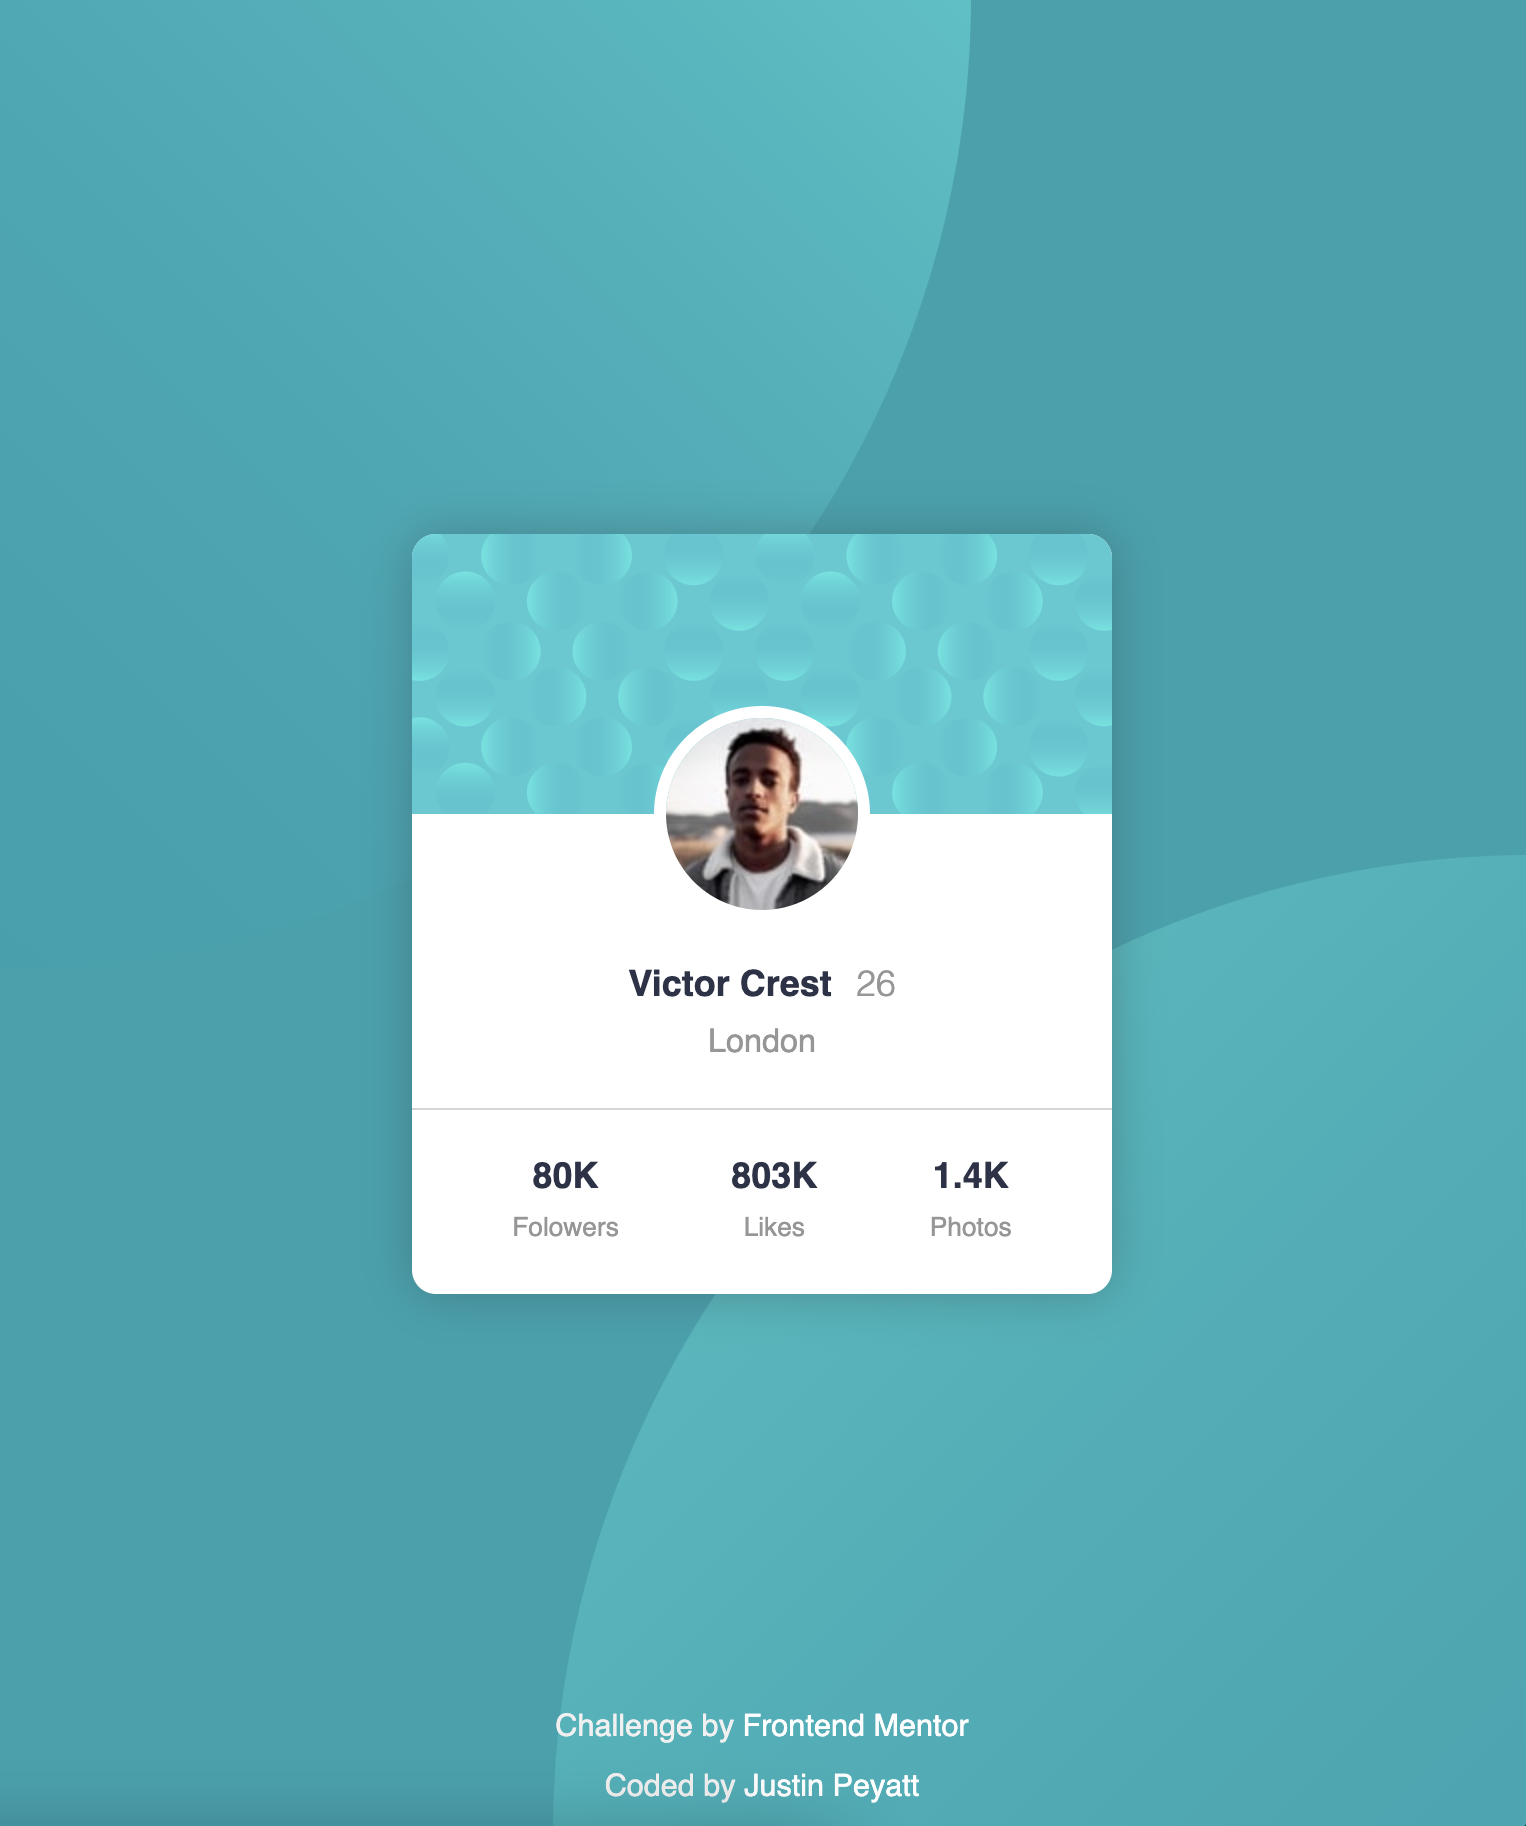 Victor Crest 26
London
80K 803K 1.4K
Folowers Likes Photos
Challenge by Frontend Mentor
Coded by Justin Peyatt